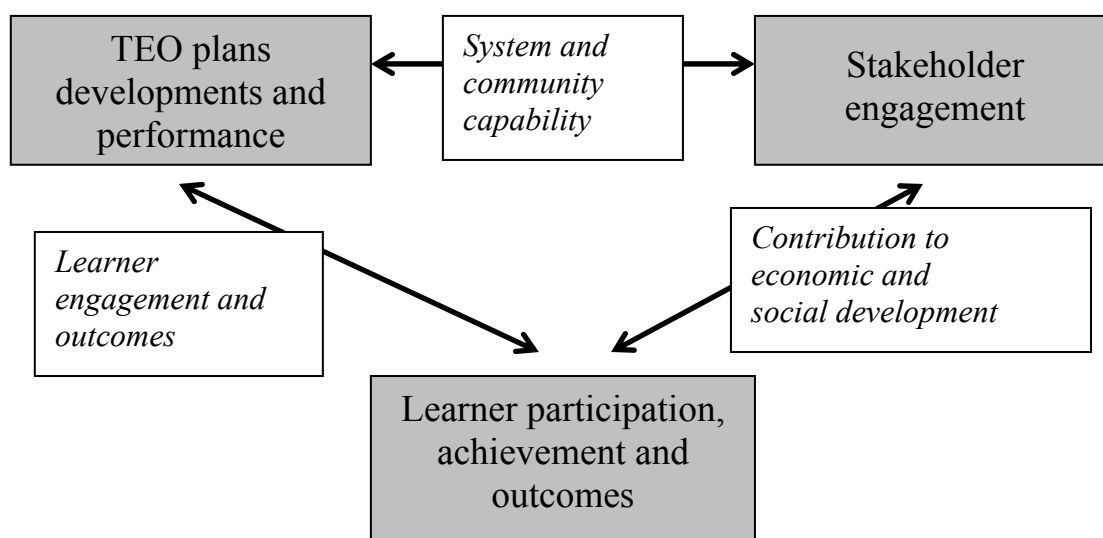 TEO plans
developments and
performance
System and
community
capability
Stakeholder
engagement
Learner
engagement and
outcomes
Contribution to
economic and
social development
Learner participation,
achievement and
outcomes